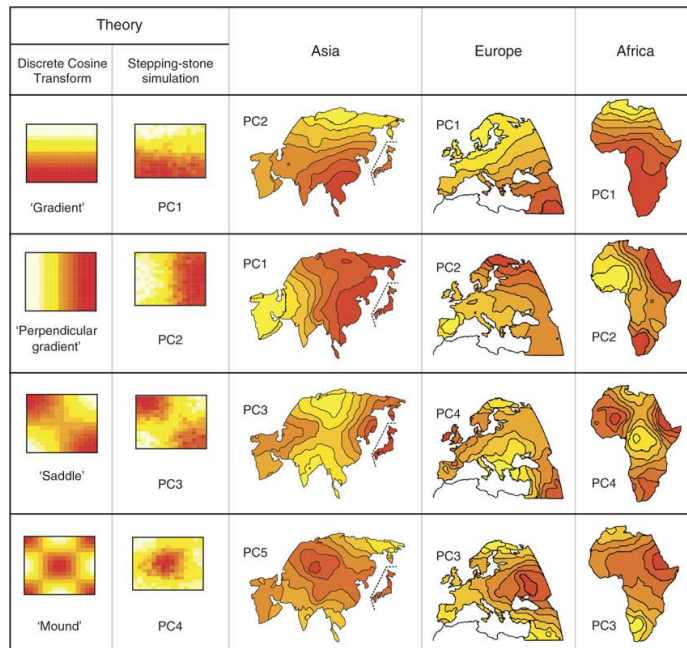 Theory
Asia
Europe
Africa
Discrete Cosine
Transform
Stepping-stone
simulation
'Gradient'
PC1
PC2
PC1
PC1
'Perpendicular
gradient'
PC2
PC1
PC2
PC2
'Saddle'
PC3
PC3
PC4
PC4
'Mound'
PC4
PC5
PC3
PC3